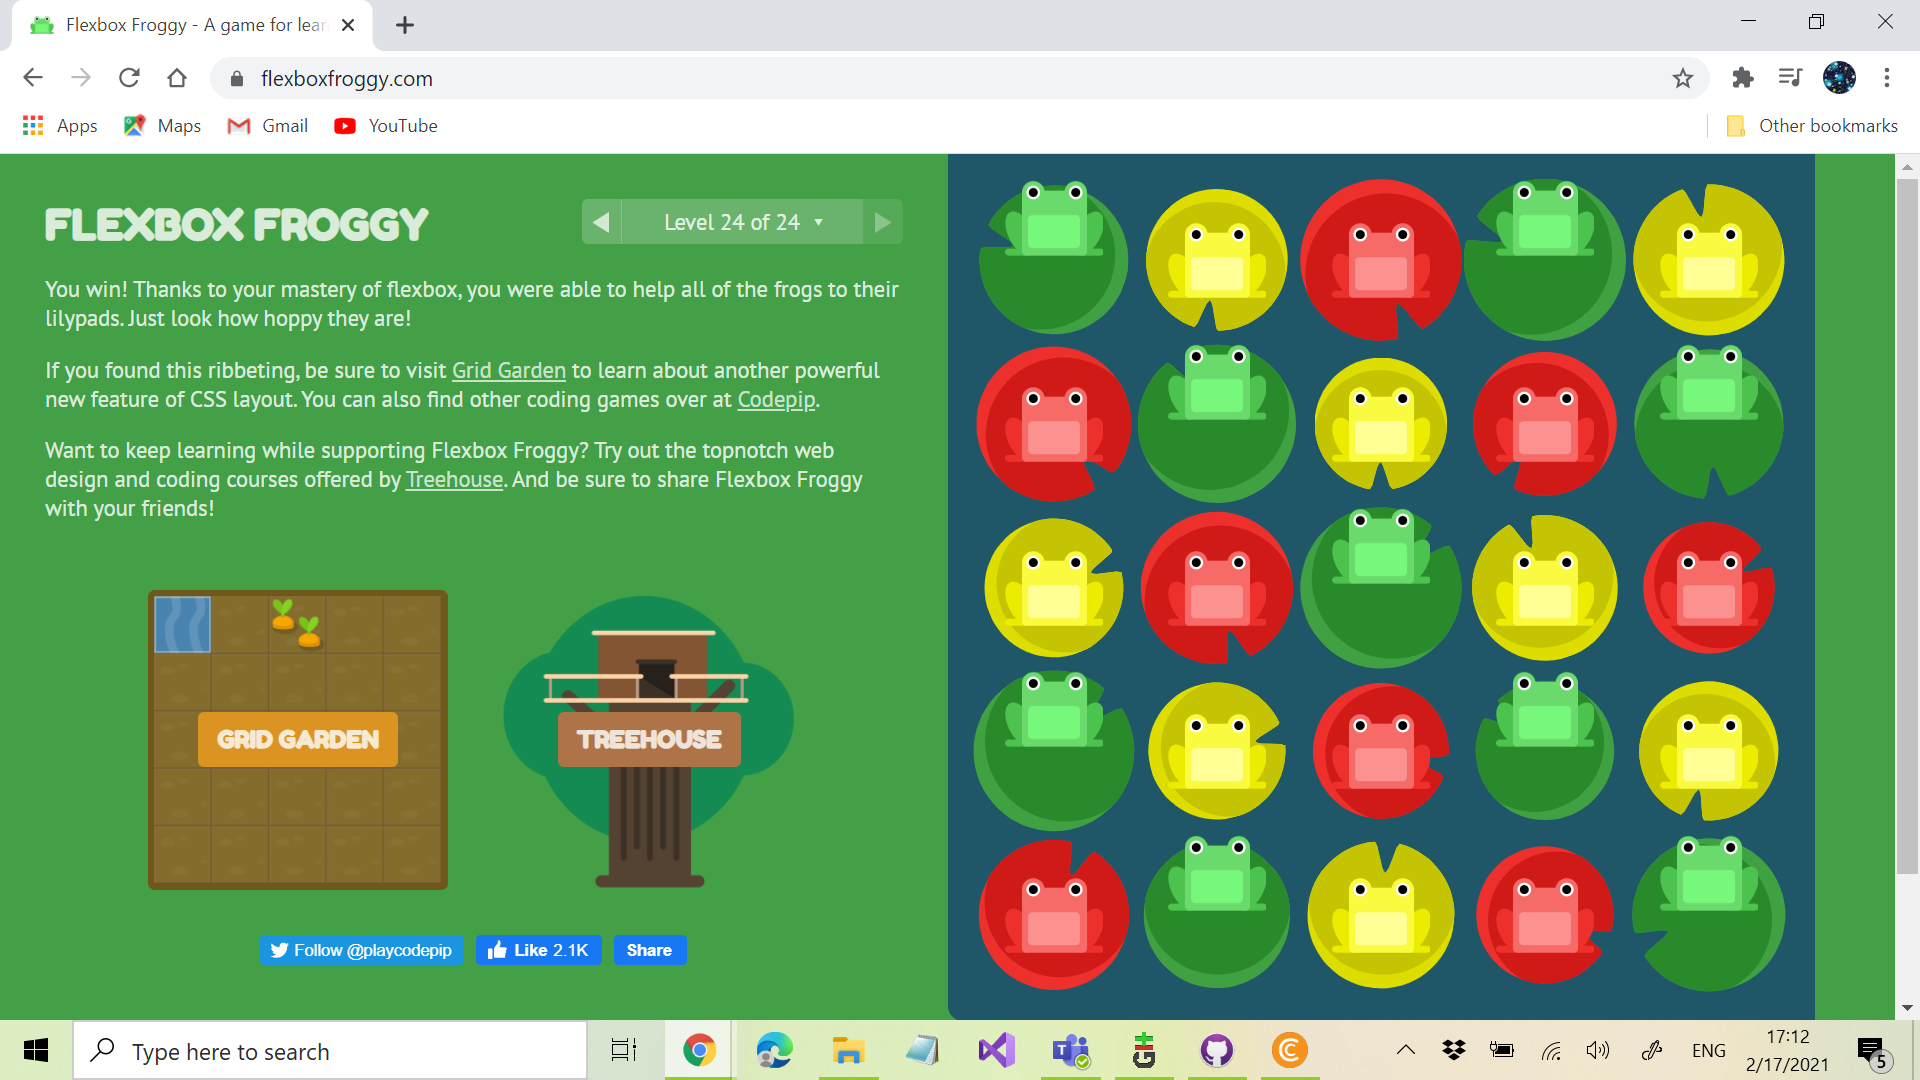 Flexbox Froggy - A game for lear
flexboxfroggy.com
Apps Maps Gmail YouTube Other bookmarks
FLEXBOX FROGGY
Level 24 of 24
You win! Thanks to your mastery of flexbox, you were able to help all of the frogs to their
lilypads. Just look how hoppy they are!
If you found this ribbeting, be sure to visit Grid Garden to learn about another powerful
new feature of CSS layout. You can also find other coding games over at Codepip.
Want to keep learning while supporting Flexbox Froggy? Try out the topnotch web
design and coding courses offered by Treehouse. And be sure to share Flexbox Froggy
with your friends!
GRID GARDEN
TREEHOUSE
Follow @playcodepip Like 2.1K Share
Type here to search
ENG
17:12
2/17/2021
5